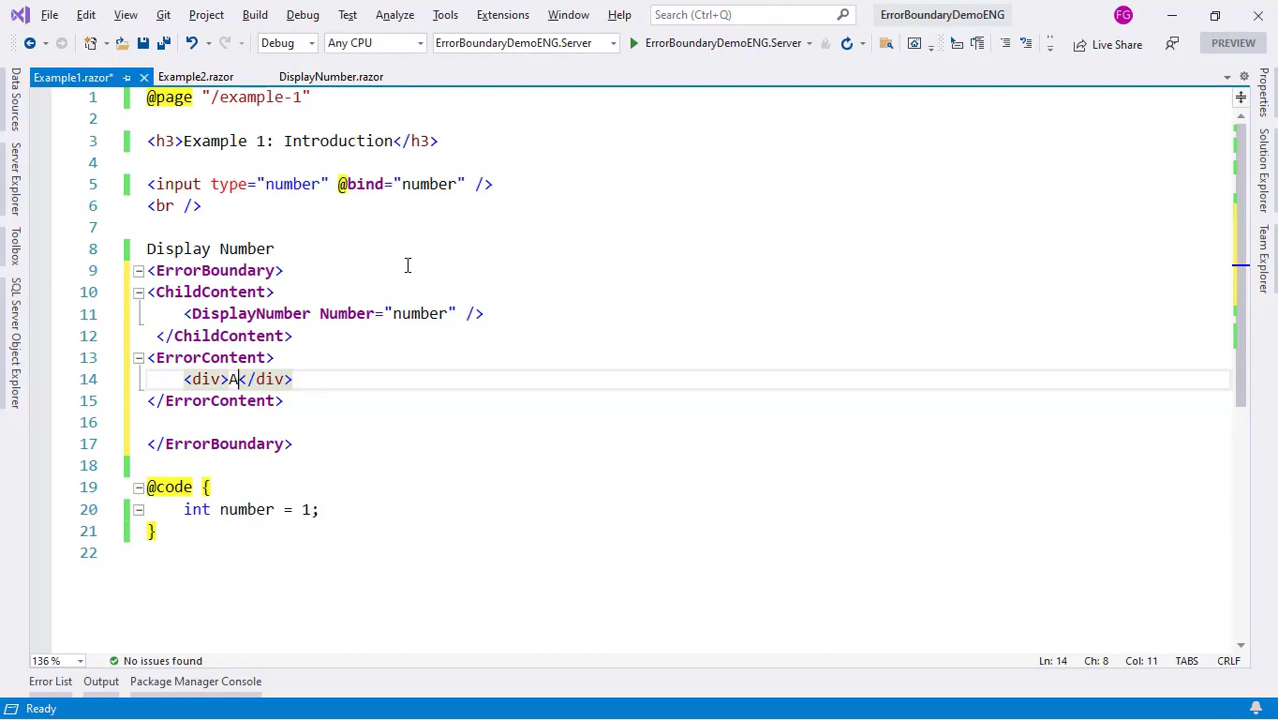 File Edit View Git Project Build Debug Test Analyze Tools Extensions Window Help Search (Ctrl+Q) ErrorBoundaryDemoENG FG
Debug Any CPU ErrorBoundaryDemoENG.Server ErrorBoundaryDemoENG.Server Live Share PREVIEW
Example1.razor* Example2.razor DisplayNumber.razor
Data Sources
Server Explorer
Toolbox
SQL Server Object Explorer
1 @page "/example-1"
2
3 <h3>Example 1: Introduction</h3>
4
5 <input type="number" @bind="number" />
6 <br />
7
8 Display Number
9 <ErrorBoundary>
10 <ChildContent>
11 <DisplayNumber Number="number" />
12 </ChildContent>
13 <ErrorContent>
14 <div>A</div>
15 </ErrorContent>
16
17 </ErrorBoundary>
18
19 @code {
20 int number = 1;
21 }
22
Properties
Solution Explorer
Team Explorer
136 % No issues found Ln: 14 Ch: 8 Col: 11 TABS CRLF
Error List Output Package Manager Console
Ready